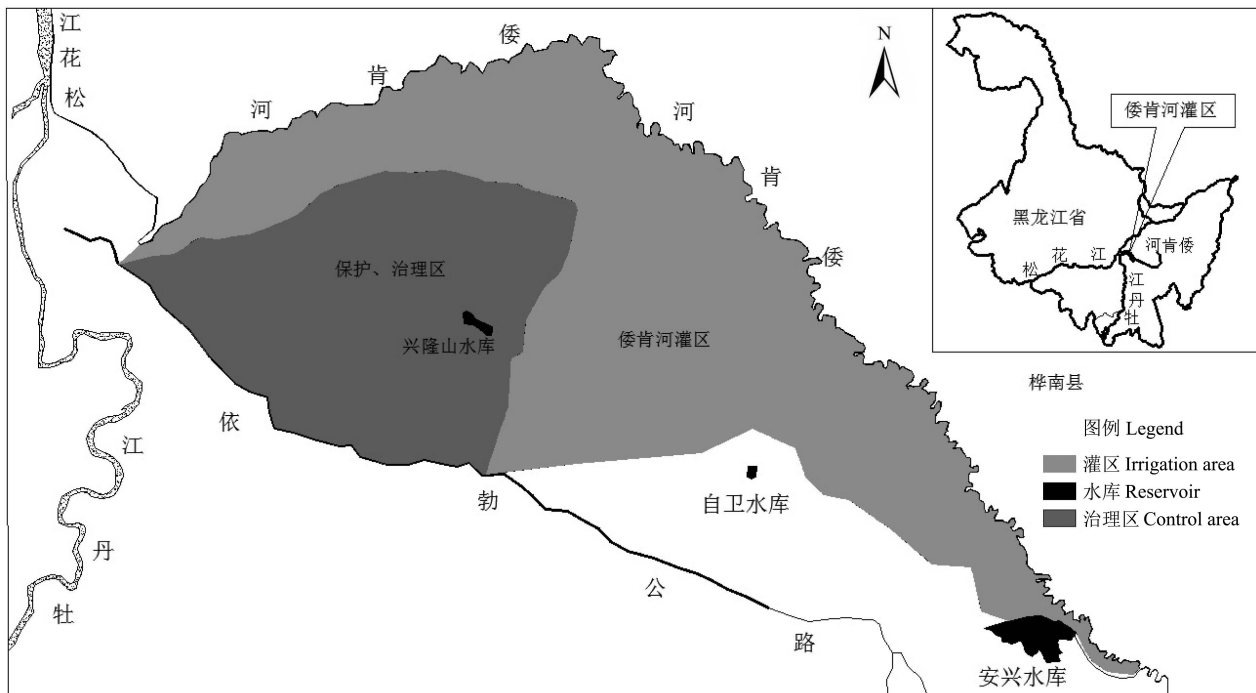 江
花
松
河
肯
倭
河
肯
倭
N
倭肯河灌区
黑龙江省
河肯倭
松 花 江
江
丹
牡
保护、治理区
兴隆山水库
倭肯河灌区
桦南县
图例 Legend
灌区 Irrigation area
水库 Reservoir
治理区 Control area
自卫水库
安兴水库
依
勃
公
路
江
丹
牡